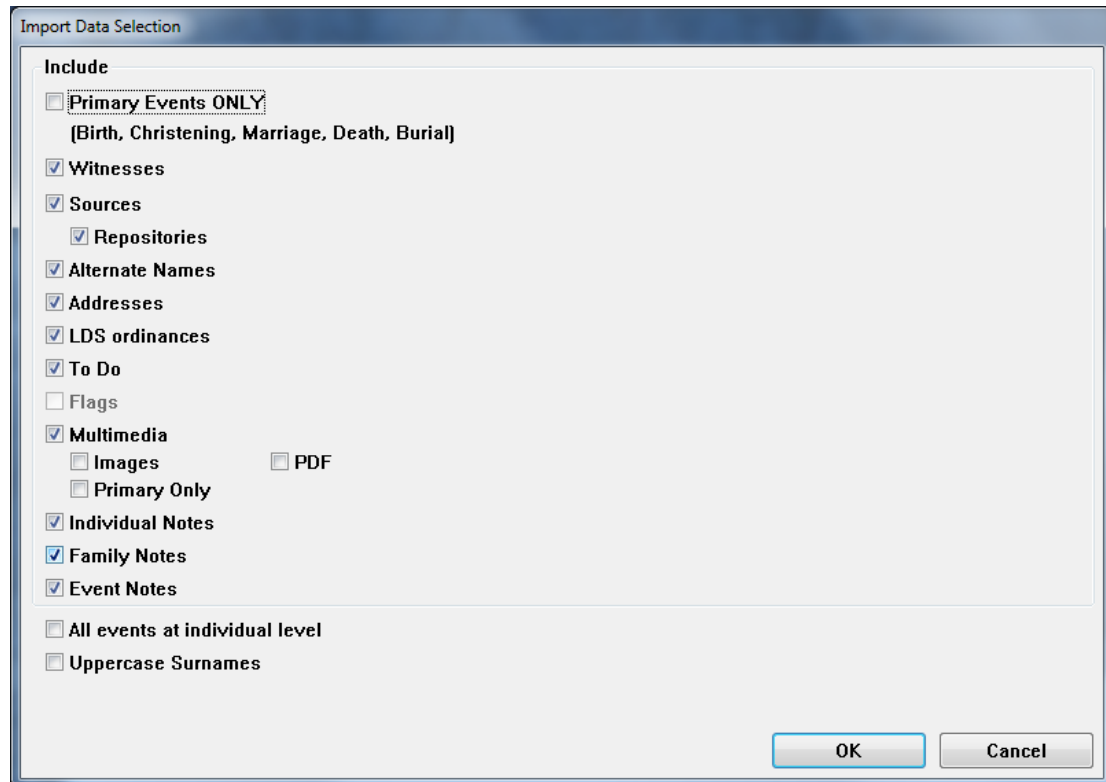 Import Data Selection
Include
Primary Events ONLY
(Birth, Christening, Marriage, Death, Burial)
Witnesses
Sources
Repositories
Alternate Names
Addresses
LDS ordinances
To Do
Flags
Multimedia
Images PDF
Primary Only
Individual Notes
Family Notes
Event Notes
All events at individual level
Uppercase Surnames
OK Cancel